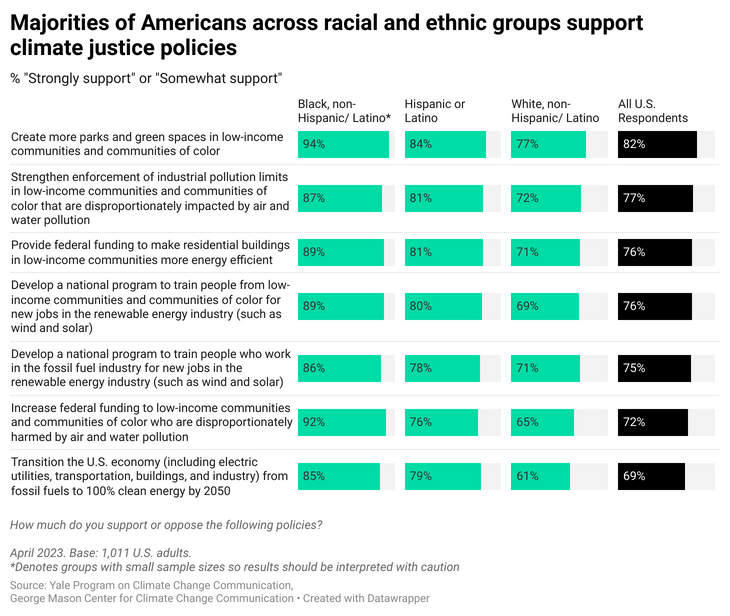 Majorities of Americans across racial and ethnic groups support
climate justice policies
% "Strongly support" or "Somewhat support"
Black, non-
Hispanic/ Latino*
Hispanic or
Latino
White, non-
Hispanic/ Latino
All U.S.
Respondents
Create more parks and green spaces in low-income
communities and communities of color
94%
84%
77%
82%
Strengthen enforcement of industrial pollution limits
in low-income communities and communities of
color that are disproportionately impacted by air and
water pollution
87%
81%
72%
77%
Provide federal funding to make residential buildings
in low-income communities more energy efficient
89%
81%
71%
76%
Develop a national program to train people from low-
income communities and communities of color for
new jobs in the renewable energy industry (such as
wind and solar)
89%
80%
69%
76%
Develop a national program to train people who work
in the fossil fuel industry for new jobs in the
renewable energy industry (such as wind and solar)
86%
78%
71%
75%
Increase federal funding to low-income communities
and communities of color who are disproportionately
harmed by air and water pollution
92%
76%
65%
72%
Transition the U.S. economy (including electric
utilities, transportation, buildings, and industry) from
fossil fuels to 100% clean energy by 2050
85%
79%
61%
69%
How much do you support or oppose the following policies?
April 2023. Base: 1,011 U.S. adults.
*Denotes groups with small sample sizes so results should be interpreted with caution
Source: Yale Program on Climate Change Communication,
George Mason Center for Climate Change Communication • Created with Datawrapper